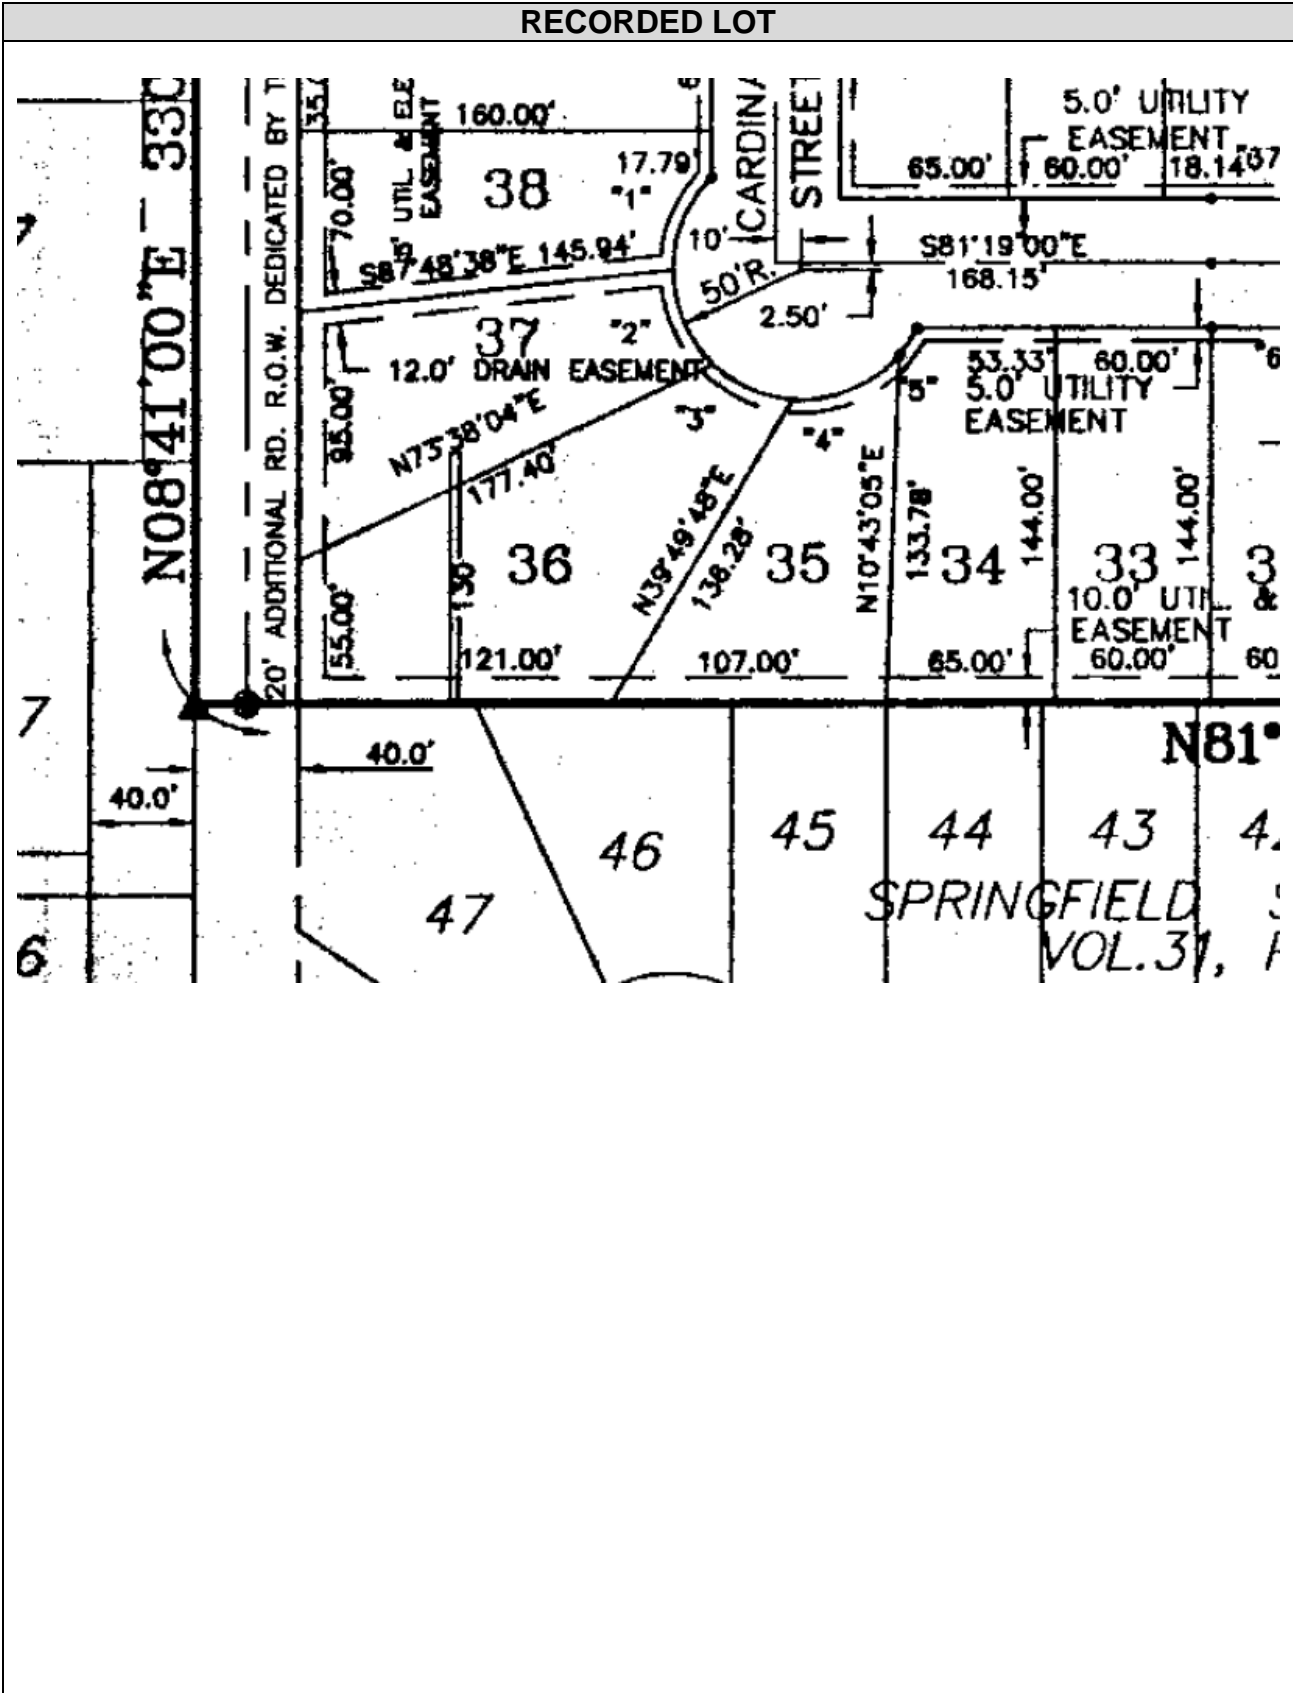 RECORDED LOT
N08°41'00"E — 330
20' ADDITIONAL RD. R.O.W. DEDICATED BY
UTIL. & ELE
EASEMENT
160.00'
17.79'
38
"1"
70.00'
S87°48'38"E 145.94'
CARDINA
STREET
10'
50'R.
2.50'
5.0' UTILITY
EASEMENT
65.00' 60.00' 18.14'
S81°19'00"E
168.15'
37
"2"
12.0' DRAIN EASEMENT
95.00'
N73°38'04"E
177.40'
"3"
"4"
"5"
53.33' 60.00'
5.0' UTILITY
EASEMENT
36
55.00'
130'
121.00'
N39°49'48"E
138.28'
35
107.00'
N10°43'05"E
133.78'
34
65.00'
144.00'
33
144.00'
3
10.0' UTIL. &
EASEMENT
60.00'
60
N81°
7
40.0'
40.0'
46
45
44
43
47
SPRINGFIELD
VOL.31,
6